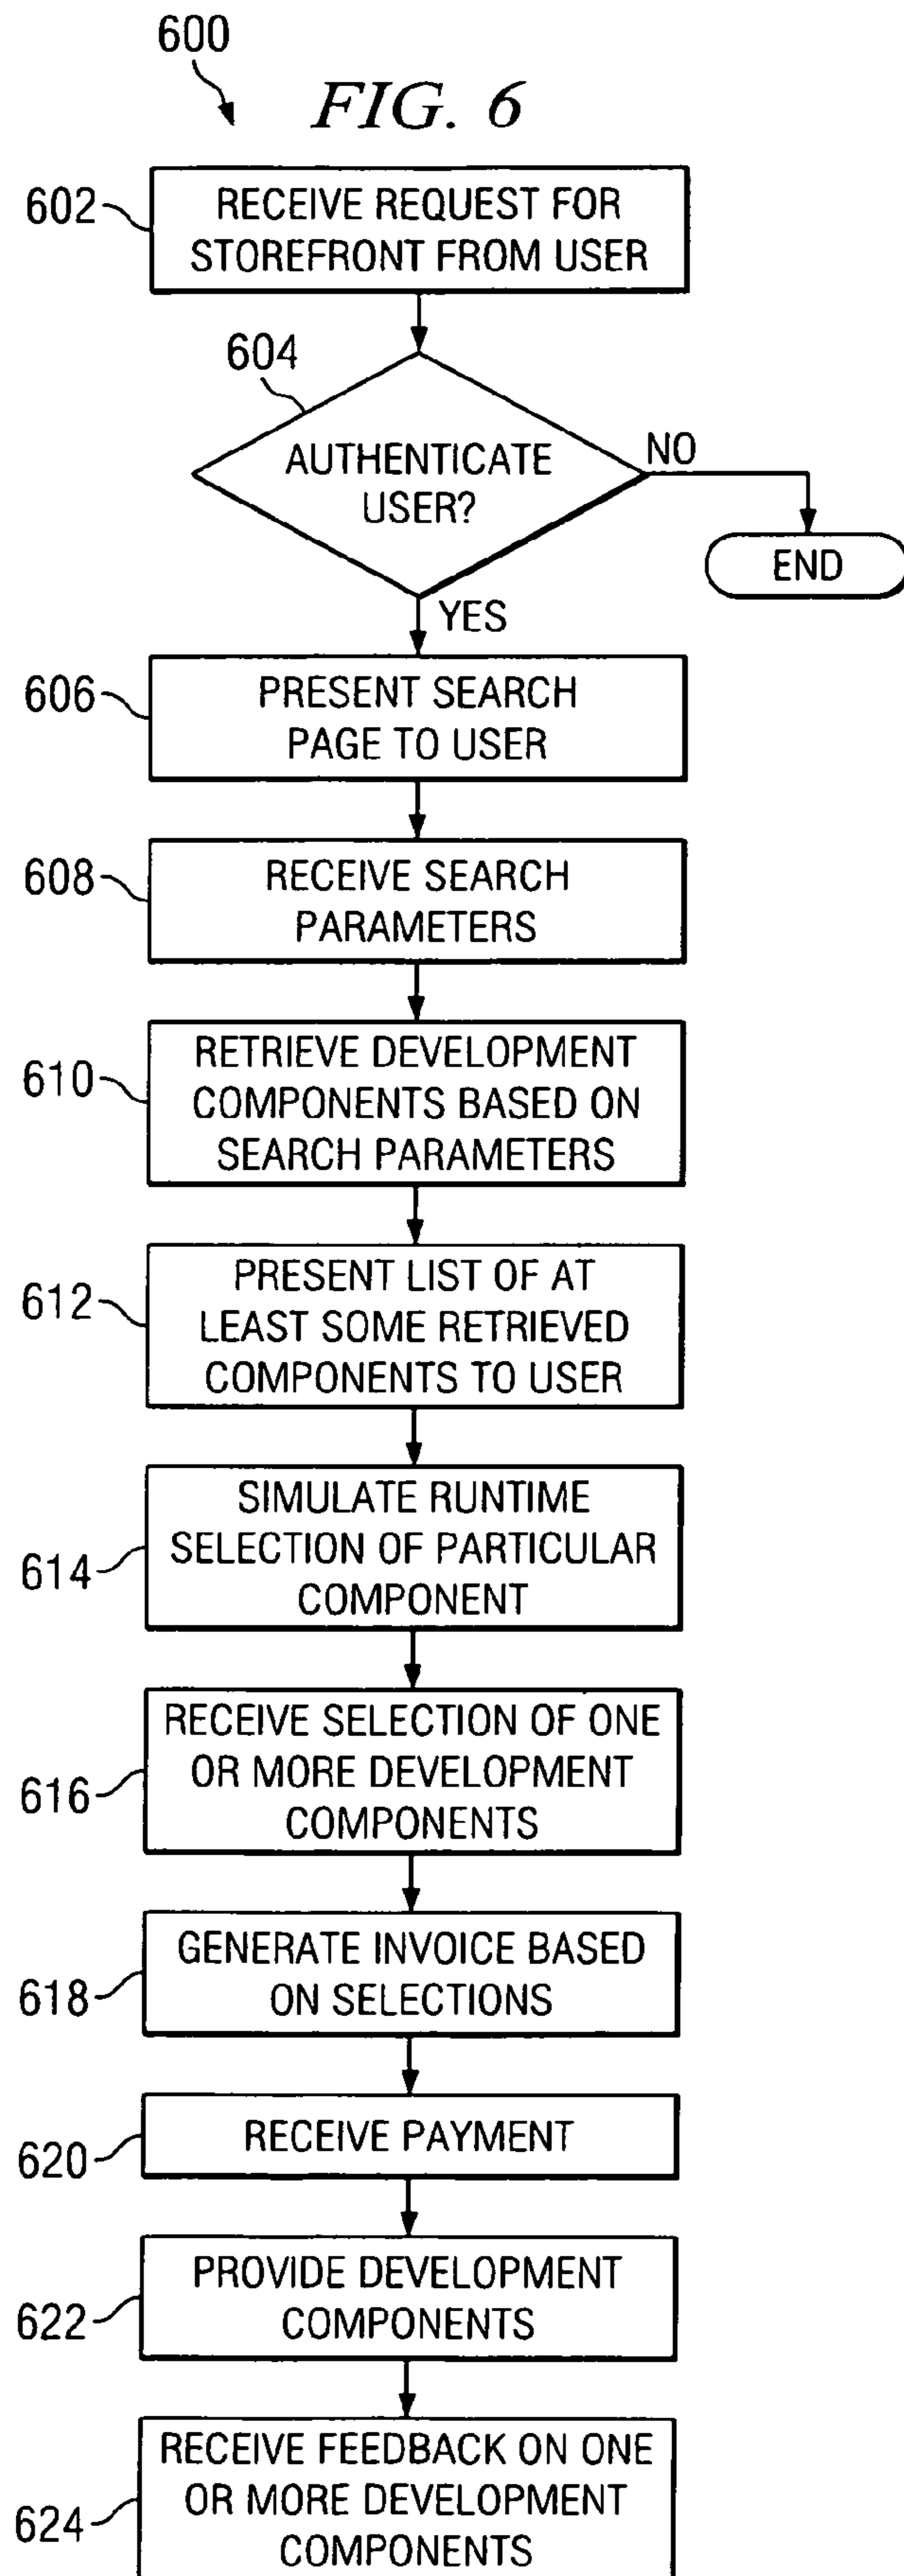 600
FIG. 6
602
RECEIVE REQUEST FOR
STOREFRONT FROM USER
604
AUTHENTICATE
USER?
NO
END
YES
606
PRESENT SEARCH
PAGE TO USER
608
RECEIVE SEARCH
PARAMETERS
610
RETRIEVE DEVELOPMENT
COMPONENTS BASED ON
SEARCH PARAMETERS
612
PRESENT LIST OF AT
LEAST SOME RETRIEVED
COMPONENTS TO USER
614
SIMULATE RUNTIME
SELECTION OF PARTICULAR
COMPONENT
616
RECEIVE SELECTION OF ONE
OR MORE DEVELOPMENT
COMPONENTS
618
GENERATE INVOICE BASED
ON SELECTIONS
620
RECEIVE PAYMENT
622
PROVIDE DEVELOPMENT
COMPONENTS
624
RECEIVE FEEDBACK ON ONE
OR MORE DEVELOPMENT
COMPONENTS